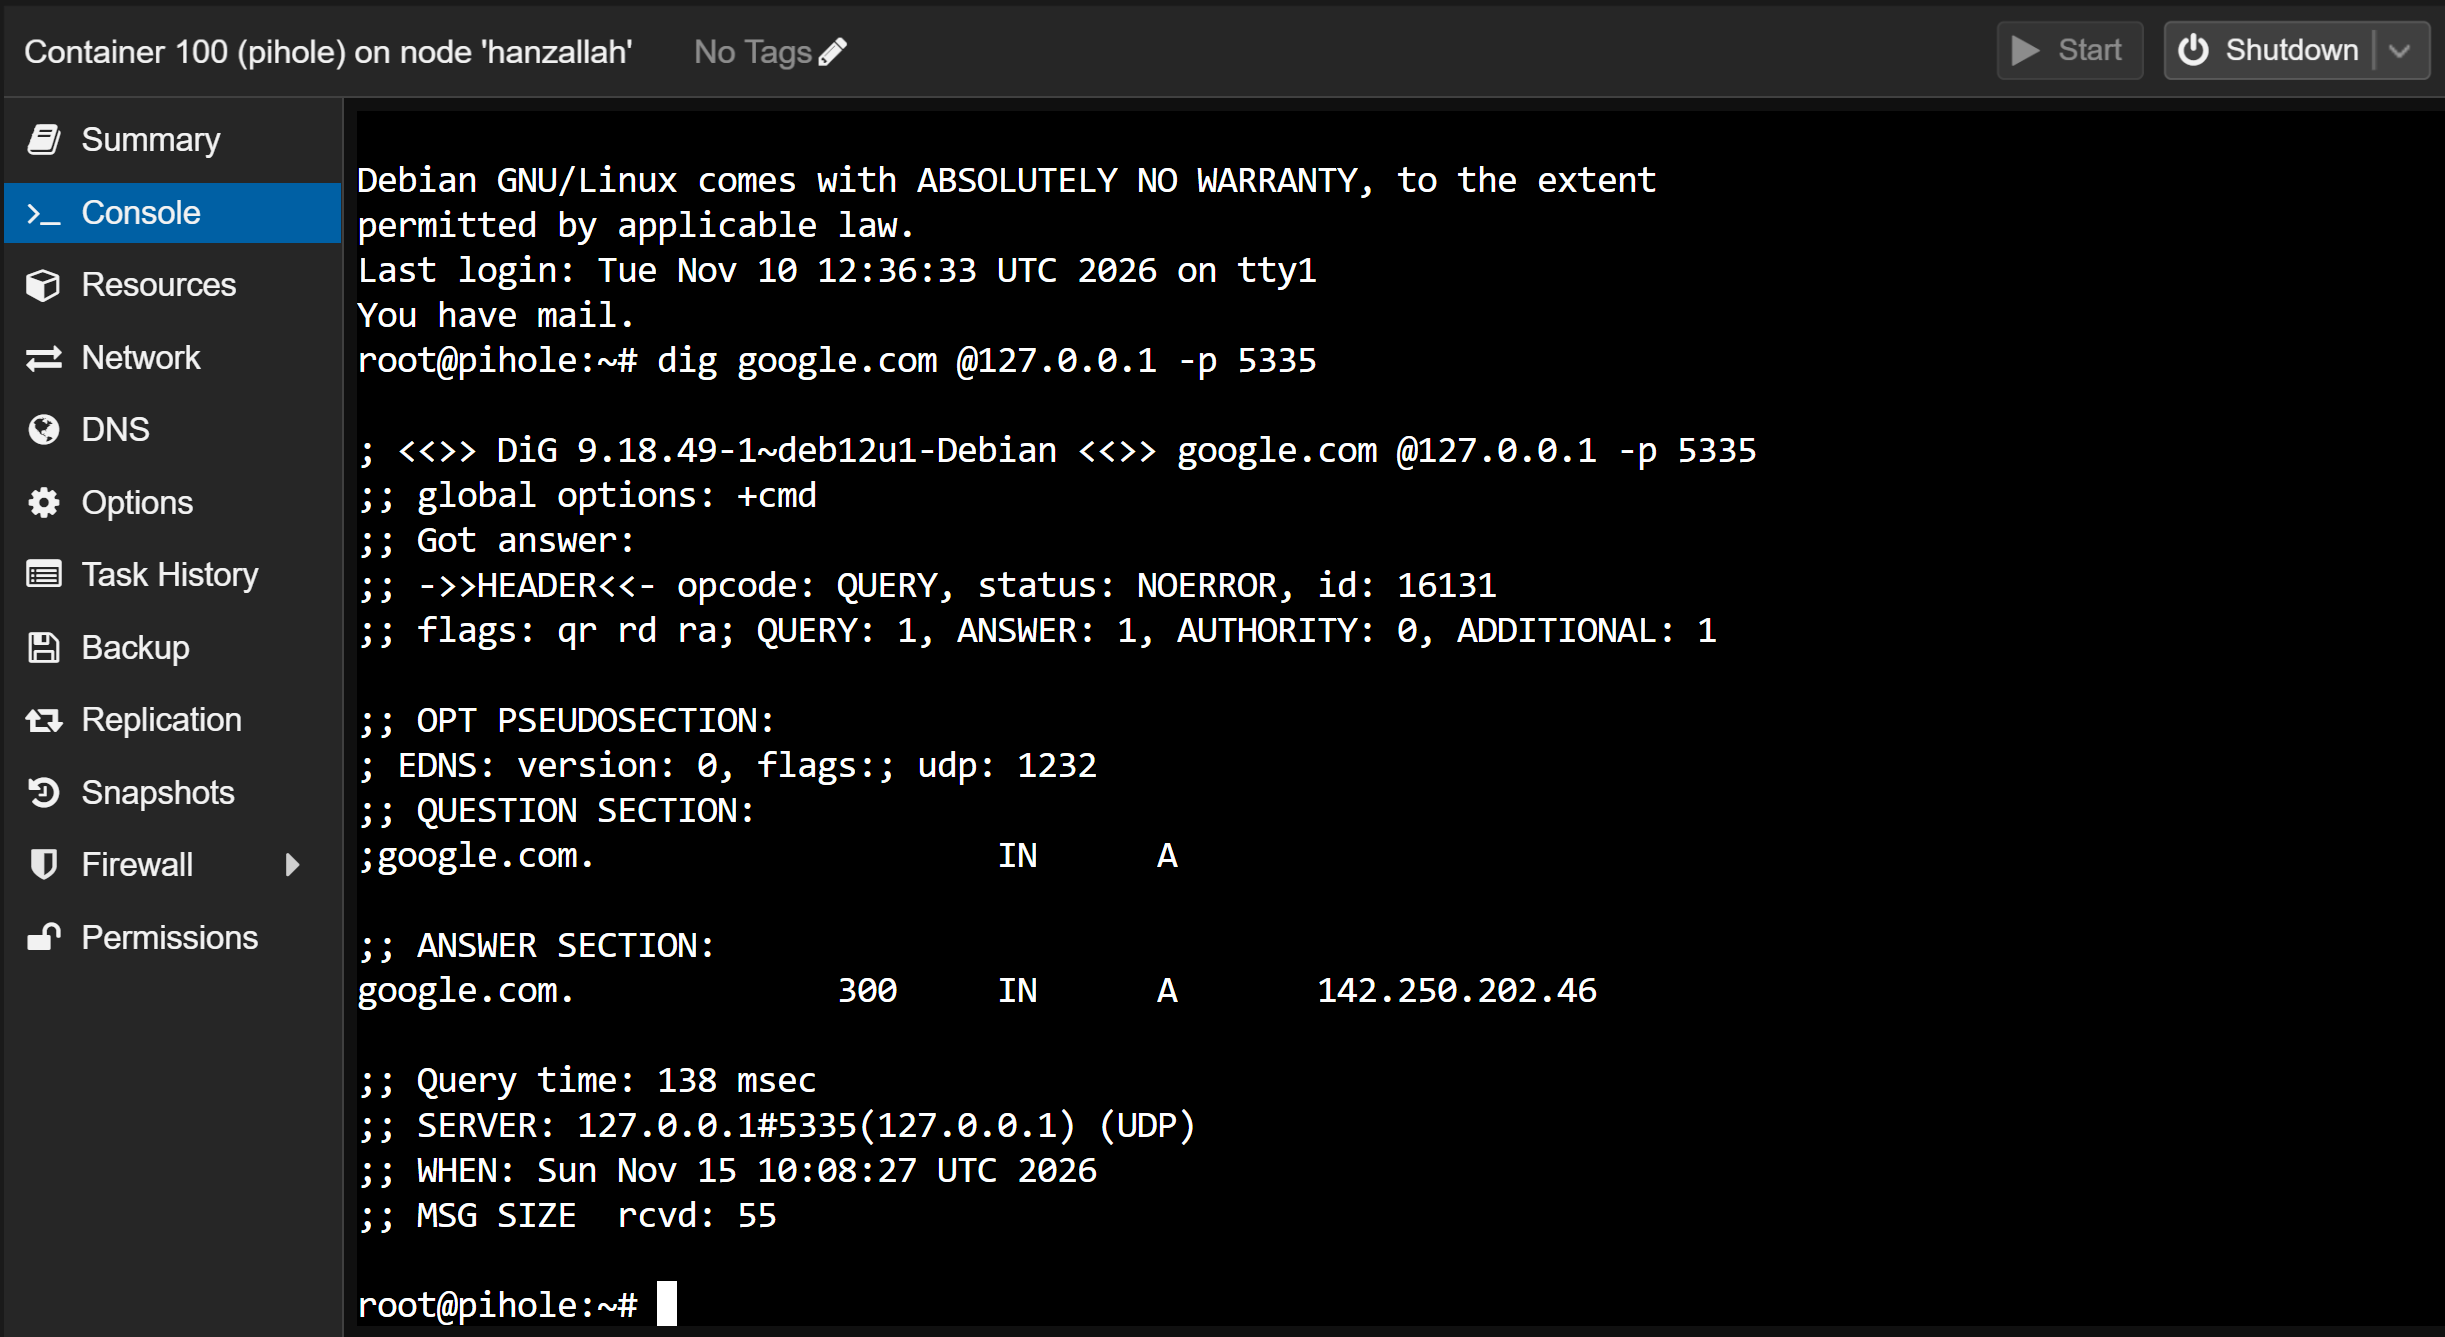 Container 100 (pihole) on node 'hanzallah'
No Tags
Start
Shutdown
Summary
Console
Resources
Network
DNS
Options
Task History
Backup
Replication
Snapshots
Firewall
Permissions
Debian GNU/Linux comes with ABSOLUTELY NO WARRANTY, to the extent
permitted by applicable law.
Last login: Tue Nov 10 12:36:33 UTC 2026 on tty1
You have mail.
root@pihole:~# dig google.com @127.0.0.1 -p 5335
; <<>> DiG 9.18.49-1~deb12u1-Debian <<>> google.com @127.0.0.1 -p 5335
;; global options: +cmd
;; Got answer:
;; ->>HEADER<<- opcode: QUERY, status: NOERROR, id: 16131
;; flags: qr rd ra; QUERY: 1, ANSWER: 1, AUTHORITY: 0, ADDITIONAL: 1
;; OPT PSEUDOSECTION:
; EDNS: version: 0, flags:; udp: 1232
;; QUESTION SECTION:
;google.com. IN A
;; ANSWER SECTION:
google.com. 300 IN A 142.250.202.46
;; Query time: 138 msec
;; SERVER: 127.0.0.1#5335(127.0.0.1) (UDP)
;; WHEN: Sun Nov 15 10:08:27 UTC 2026
;; MSG SIZE  rcvd: 55
root@pihole:~#